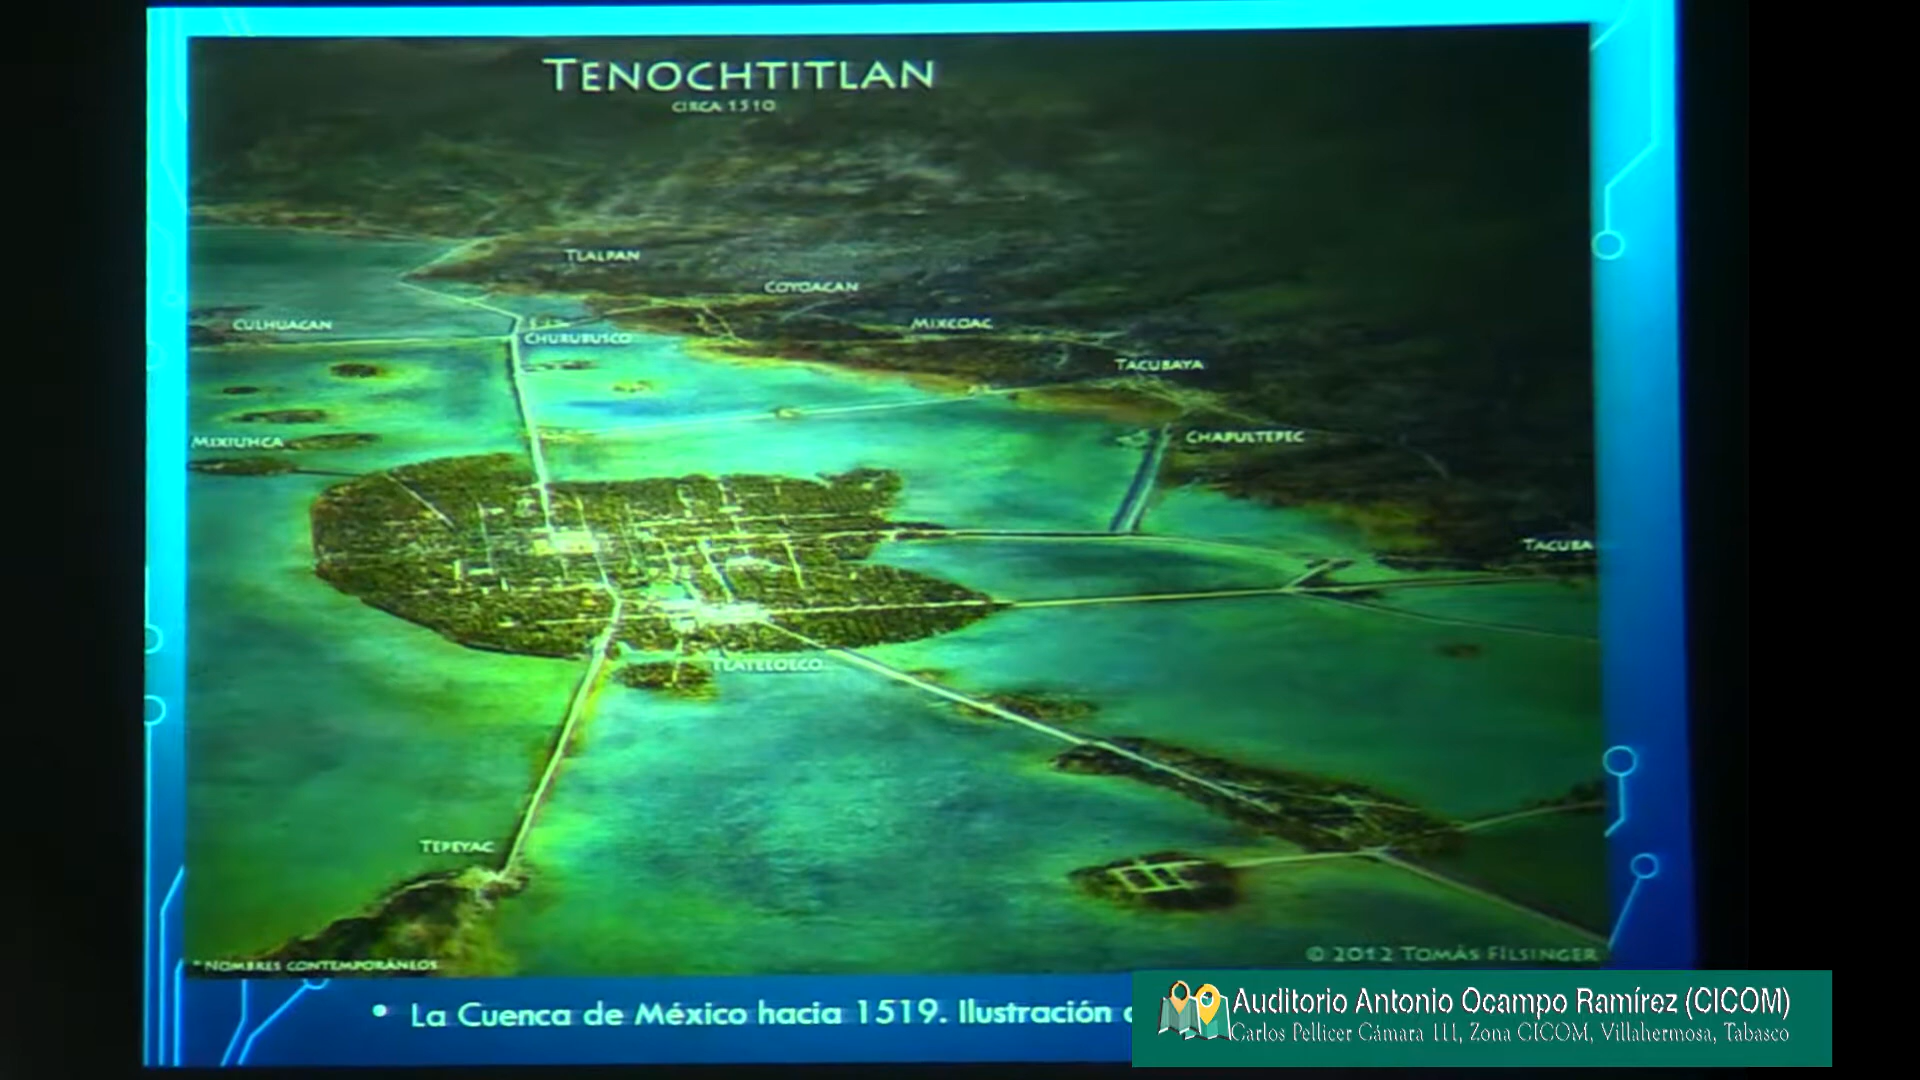 TENOCHTITLAN
CIRCA 1510
TLALPAN
COYOACAN
CULHUACAN
CHURUBUSCO
MIXCOAC
TACUBAYA
MIXIUHCA
CHAPULTEPEC
TACUBA
TLATELOLCO
TEPEYAC
* NOMBRES CONTEMPORÁNEOS
© 2012 TOMÁS FILSINGER
• La Cuenca de México hacia 1519. Ilustración
Auditorio Antonio Ocampo Ramírez (CICOM)
Carlos Pellicer Cámara 111, Zona CICOM, Villahermosa, Tabasco